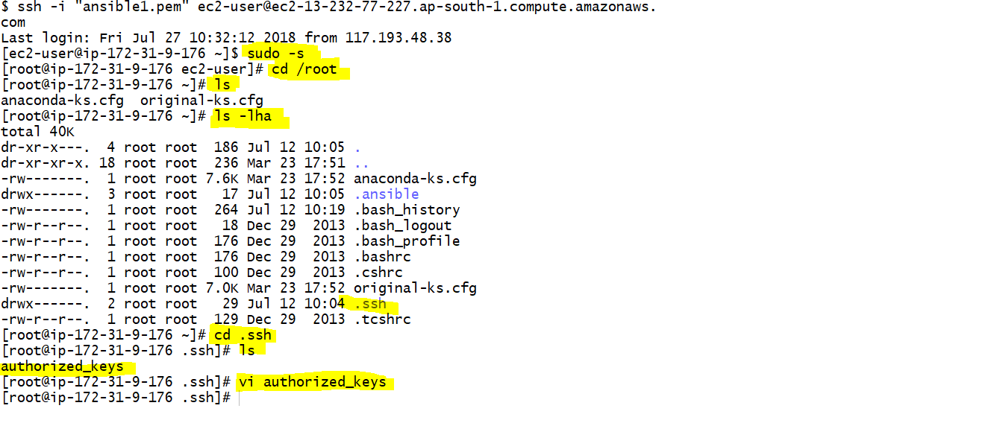 $ ssh -i "ansible1.pem" ec2-user@ec2-13-232-77-227.ap-south-1.compute.amazonaws.
com
Last login: Fri Jul 27 10:32:12 2018 from 117.193.48.38
[ec2-user@ip-172-31-9-176 ~]$ sudo -s
[root@ip-172-31-9-176 ec2-user]# cd /root
[root@ip-172-31-9-176 ~]# ls
anaconda-ks.cfg  original-ks.cfg
[root@ip-172-31-9-176 ~]# ls -lha
total 40K
dr-xr-x---.  4 root root  186 Jul 12 10:05 .
dr-xr-xr-x. 18 root root  236 Mar 23 17:51 ..
-rw-------.  1 root root 7.6K Mar 23 17:52 anaconda-ks.cfg
drwx------.  3 root root   17 Jul 12 10:05 .ansible
-rw-------.  1 root root  264 Jul 12 10:19 .bash_history
-rw-r--r--.  1 root root   18 Dec 29  2013 .bash_logout
-rw-r--r--.  1 root root  176 Dec 29  2013 .bash_profile
-rw-r--r--.  1 root root  176 Dec 29  2013 .bashrc
-rw-r--r--.  1 root root  100 Dec 29  2013 .cshrc
-rw-------.  1 root root 7.0K Mar 23 17:52 original-ks.cfg
drwx------.  2 root root   29 Jul 12 10:04 .ssh
-rw-r--r--.  1 root root  129 Dec 29  2013 .tcshrc
[root@ip-172-31-9-176 ~]# cd .ssh
[root@ip-172-31-9-176 .ssh]# ls
authorized_keys
[root@ip-172-31-9-176 .ssh]# vi authorized_keys
[root@ip-172-31-9-176 .ssh]#